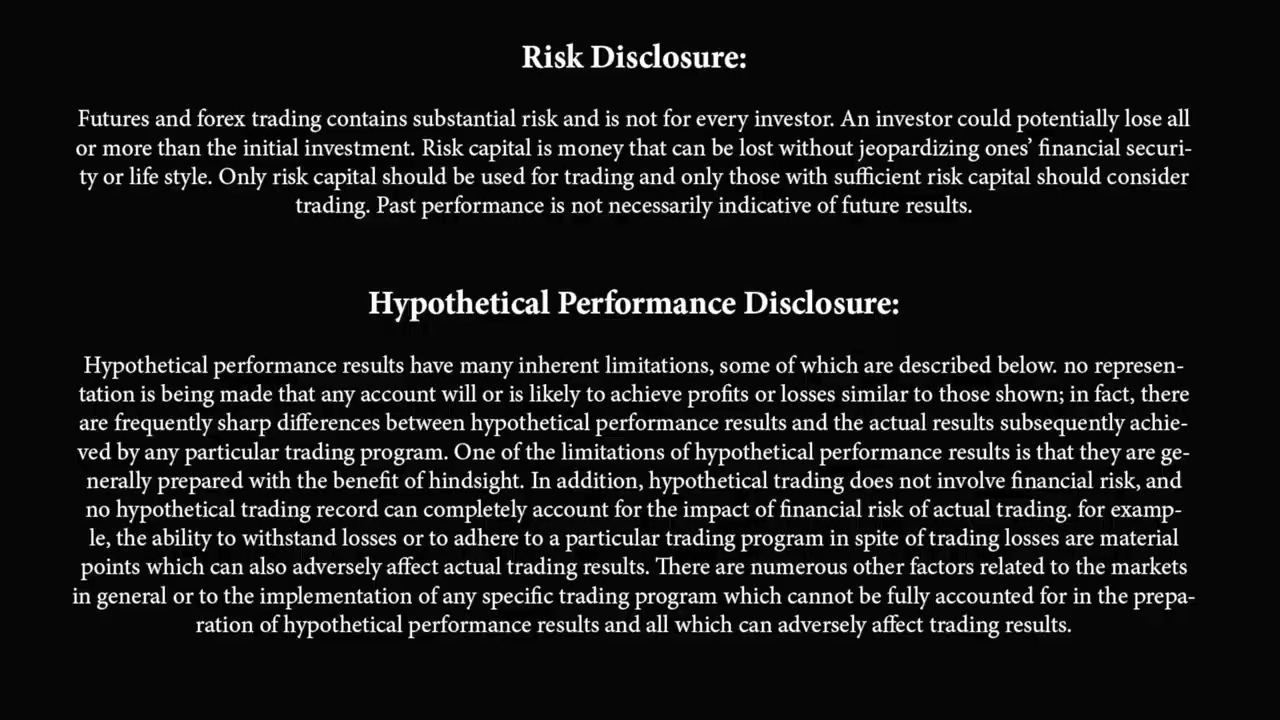 Risk Disclosure:
Futures and forex trading contains substantial risk and is not for every investor. An investor could potentially lose all
or more than the initial investment. Risk capital is money that can be lost without jeopardizing ones’ financial securi-
ty or life style. Only risk capital should be used for trading and only those with sufficient risk capital should consider
trading. Past performance is not necessarily indicative of future results.
Hypothetical Performance Disclosure:
Hypothetical performance results have many inherent limitations, some of which are described below. no represen-
tation is being made that any account will or is likely to achieve profits or losses similar to those shown; in fact, there
are frequently sharp differences between hypothetical performance results and the actual results subsequently achie-
ved by any particular trading program. One of the limitations of hypothetical performance results is that they are ge-
nerally prepared with the benefit of hindsight. In addition, hypothetical trading does not involve financial risk, and
no hypothetical trading record can completely account for the impact of financial risk of actual trading. for examp-
le, the ability to withstand losses or to adhere to a particular trading program in spite of trading losses are material
points which can also adversely affect actual trading results. There are numerous other factors related to the markets
in general or to the implementation of any specific trading program which cannot be fully accounted for in the prepa-
ration of hypothetical performance results and all which can adversely affect trading results.